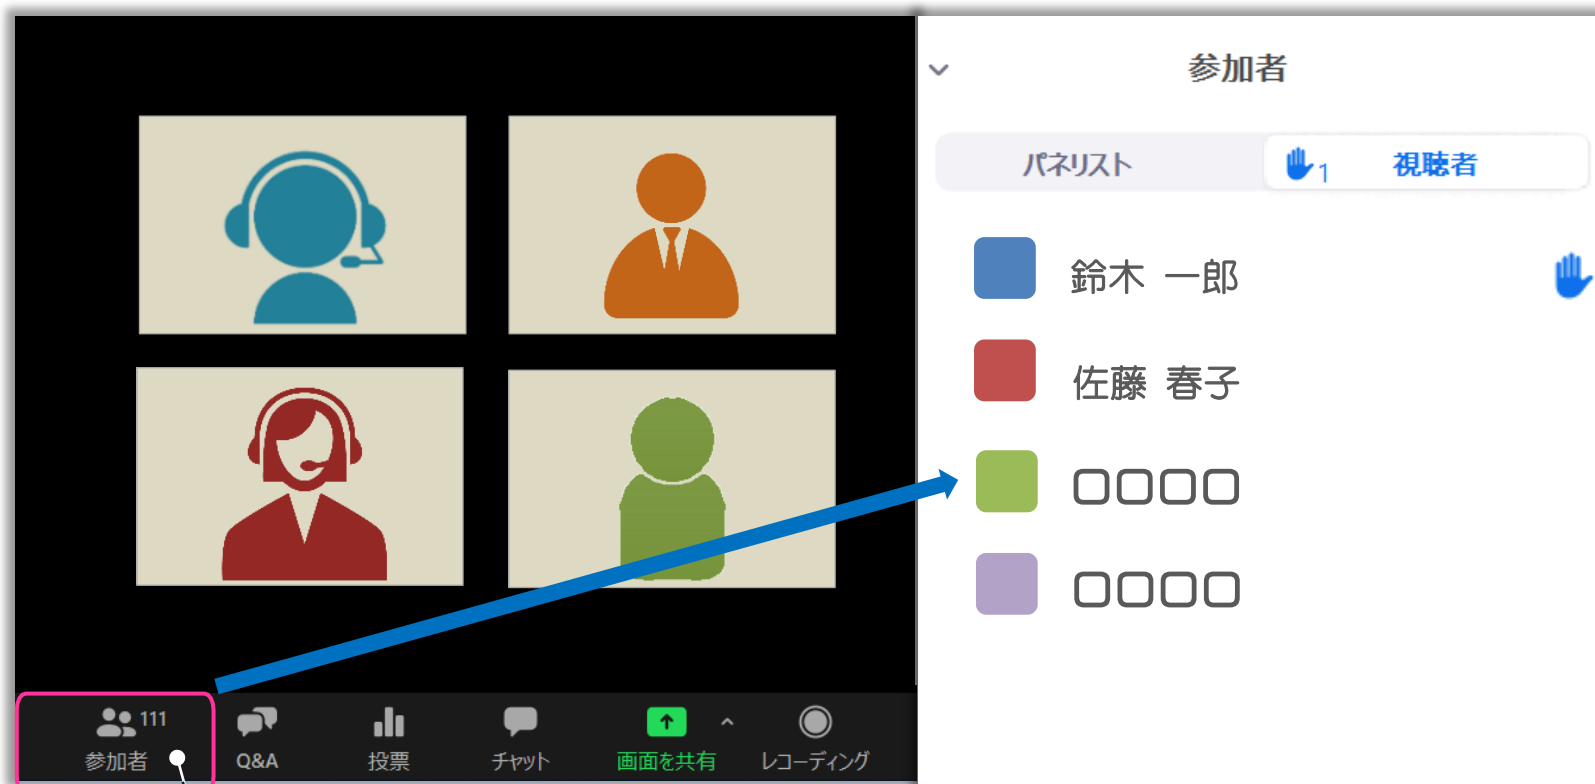 参加者
パネリスト
1 視聴者
鈴木 一郎
佐藤 春子
□□□□
□□□□
111
参加者
Q&A
投票
チャット
画面を共有
レコーディング